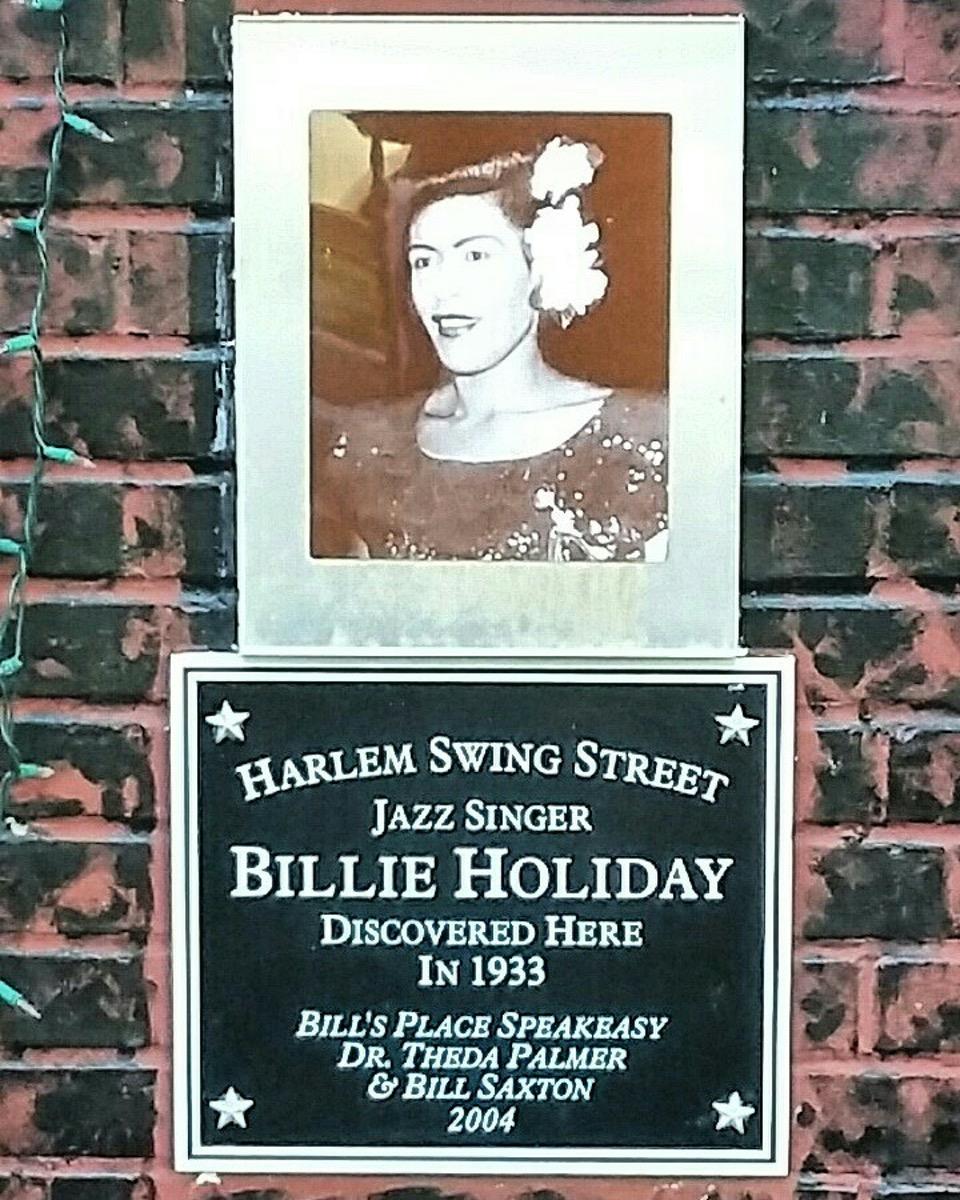 HARLEM SWING STREET
JAZZ SINGER
BILLIE HOLIDAY
DISCOVERED HERE
IN 1933
BILL'S PLACE SPEAKEASY
DR. THEDA PALMER
& BILL SAXTON
2004